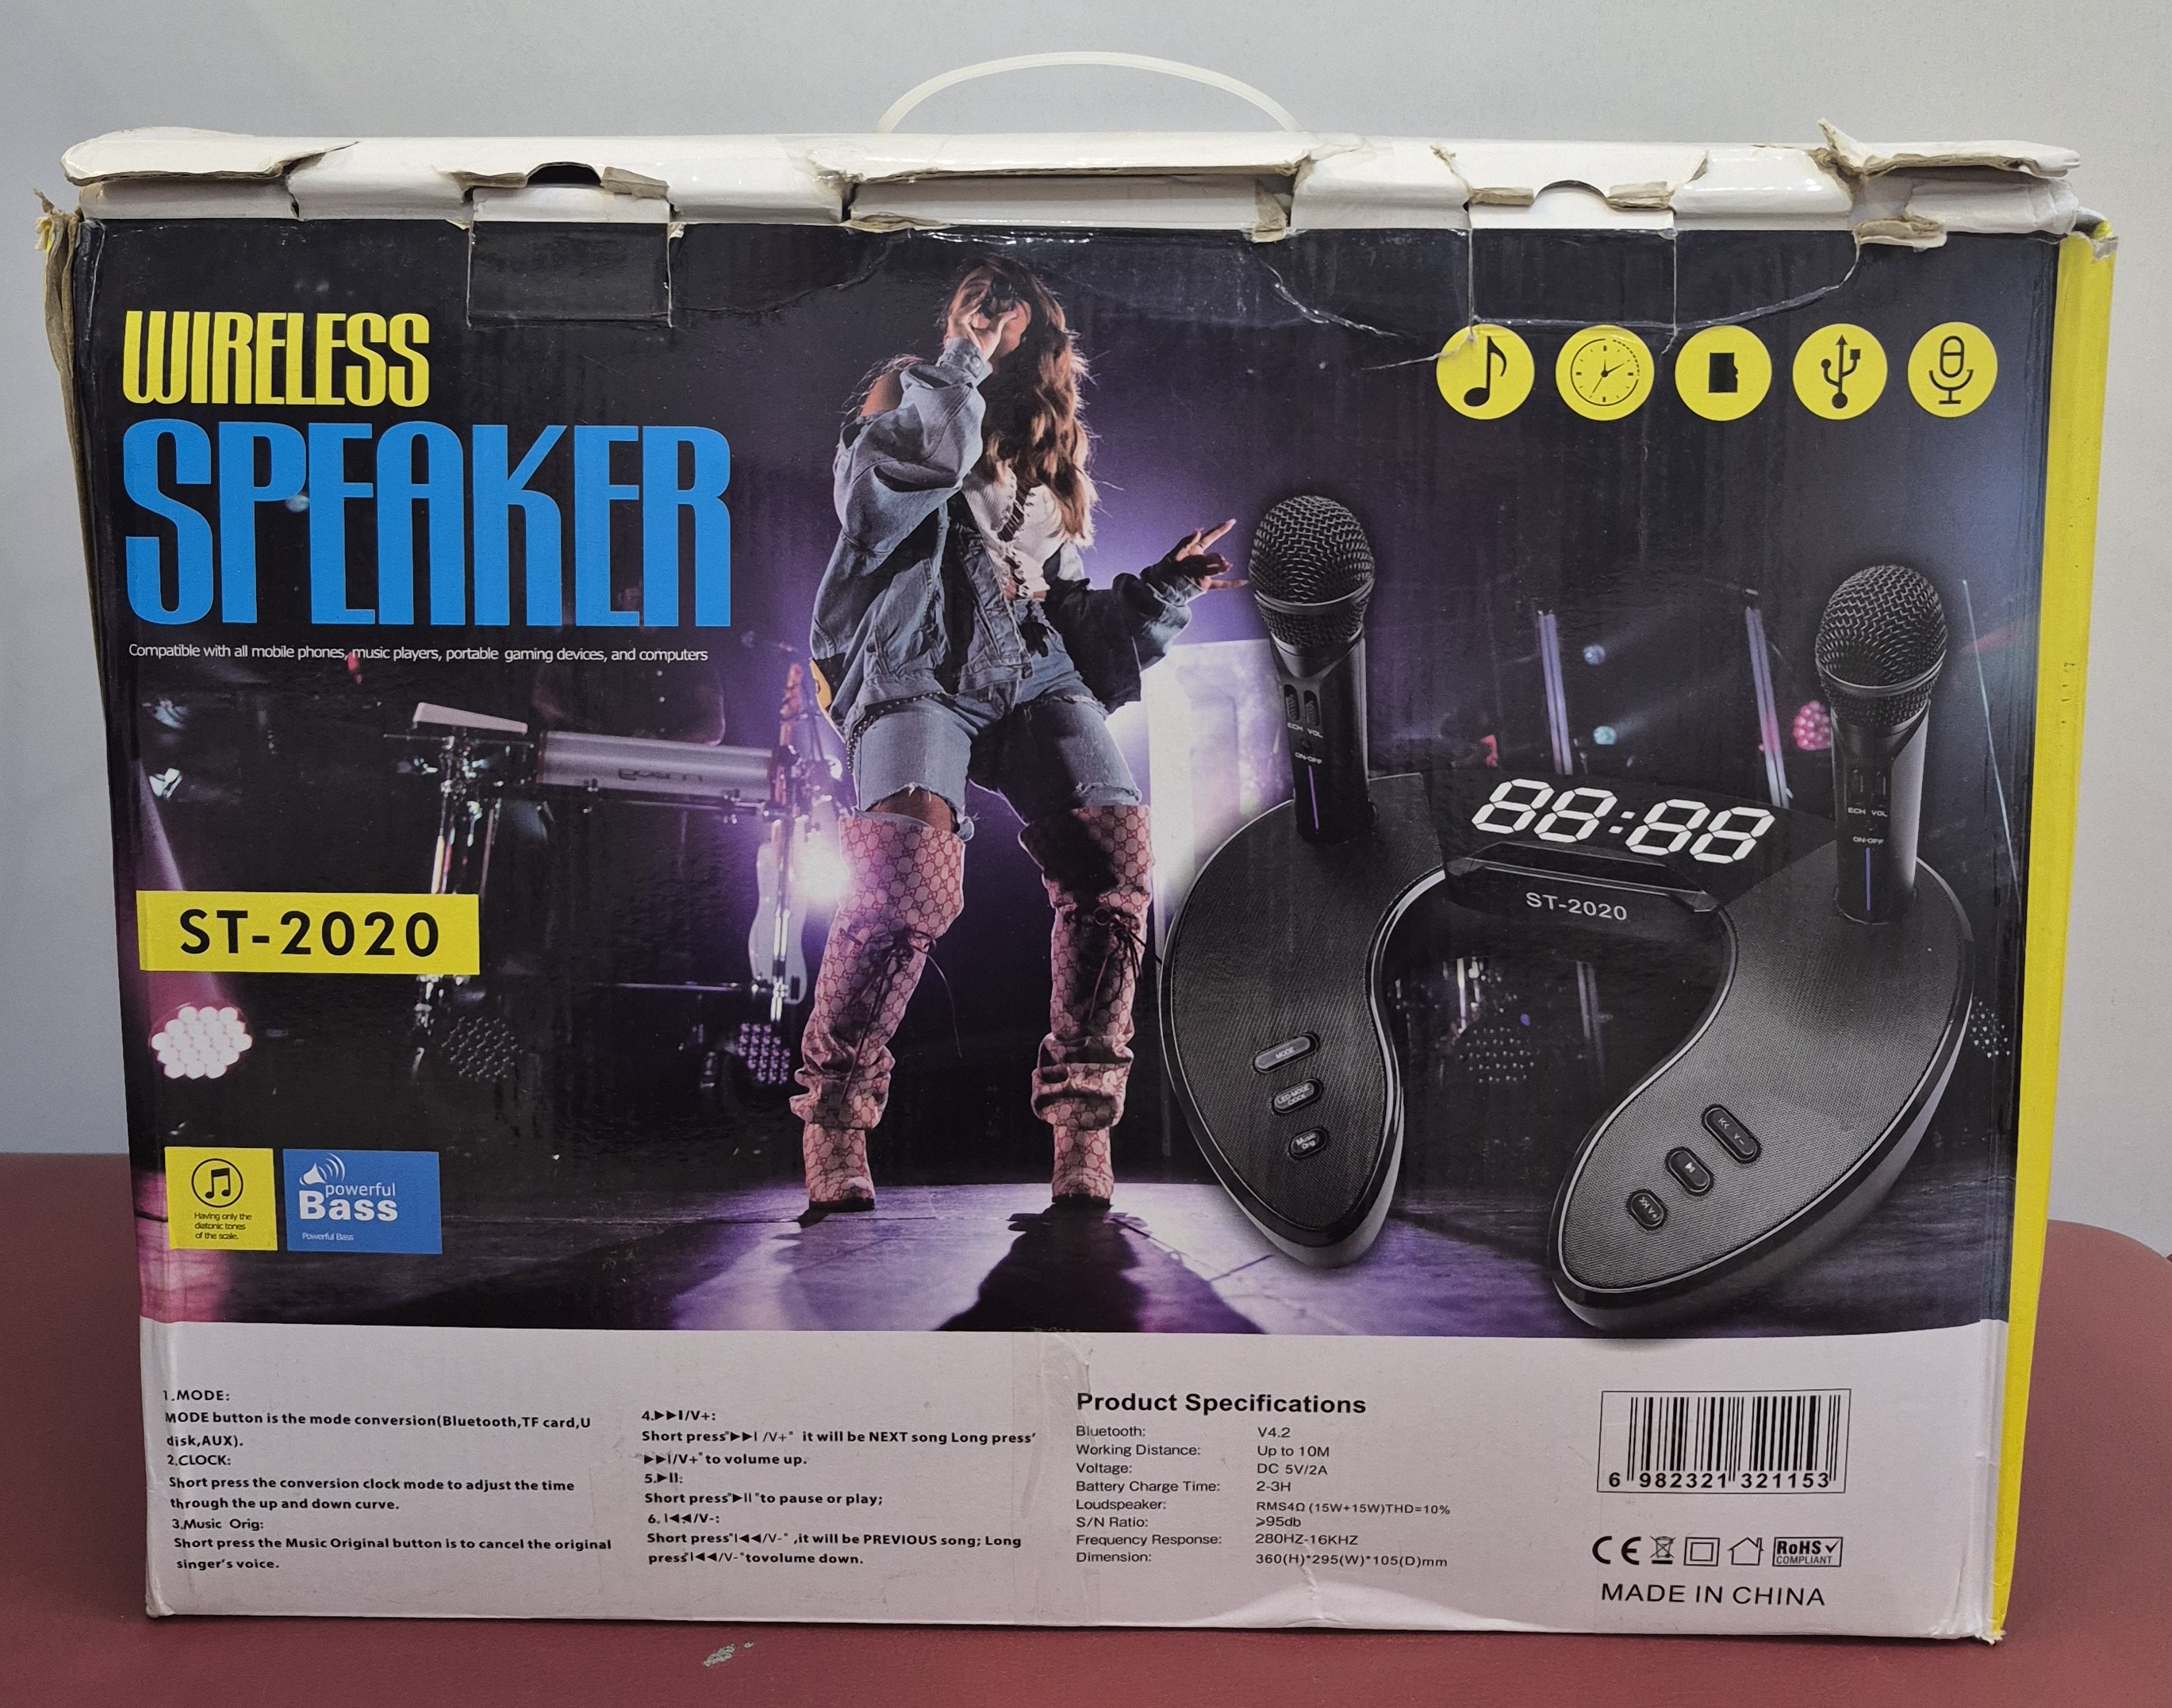 WIRELESS
SPEAKER
Compatible with all mobile phones, music players, portable gaming devices, and computers
ECH VOL
ON•OFF
ECH VOL
ON•OFF
88:88
ST-2020
ST-2020
MODE
LED MODE
CLOCK
Music
Orig
V-
V+
Having only the
diatonic tones
of the scale.
powerful
Bass
Powerful Bass
1.MODE:
MODE button is the mode conversion(Bluetooth,TF card,U
disk,AUX).
2.CLOCK:
Short press the conversion clock mode to adjust the time
through the up and down curve.
3.Music Orig:
Short press the Music Original button is to cancel the original
singer's voice.
4.▶▶I/V+:
Short press"▶▶I /V+" it will be NEXT song Long press'
▶▶I/V+"to volume up.
5.▶II:
Short press"▶II"to pause or play;
6. I◀◀/V-:
Short press"I◀◀/V-" ,it will be PREVIOUS song; Long
press"I◀◀/V-"tovolume down.
Product Specifications
Bluetooth: V4.2
Working Distance: Up to 10M
Voltage: DC 5V/2A
Battery Charge Time: 2-3H
Loudspeaker: RMS4Ω (15W+15W)THD=10%
S/N Ratio: ≥95db
Frequency Response: 280HZ-16KHZ
Dimension: 360(H)*295(W)*105(D)mm
6 982321 321153
CE
RoHS
COMPLIANT
MADE IN CHINA